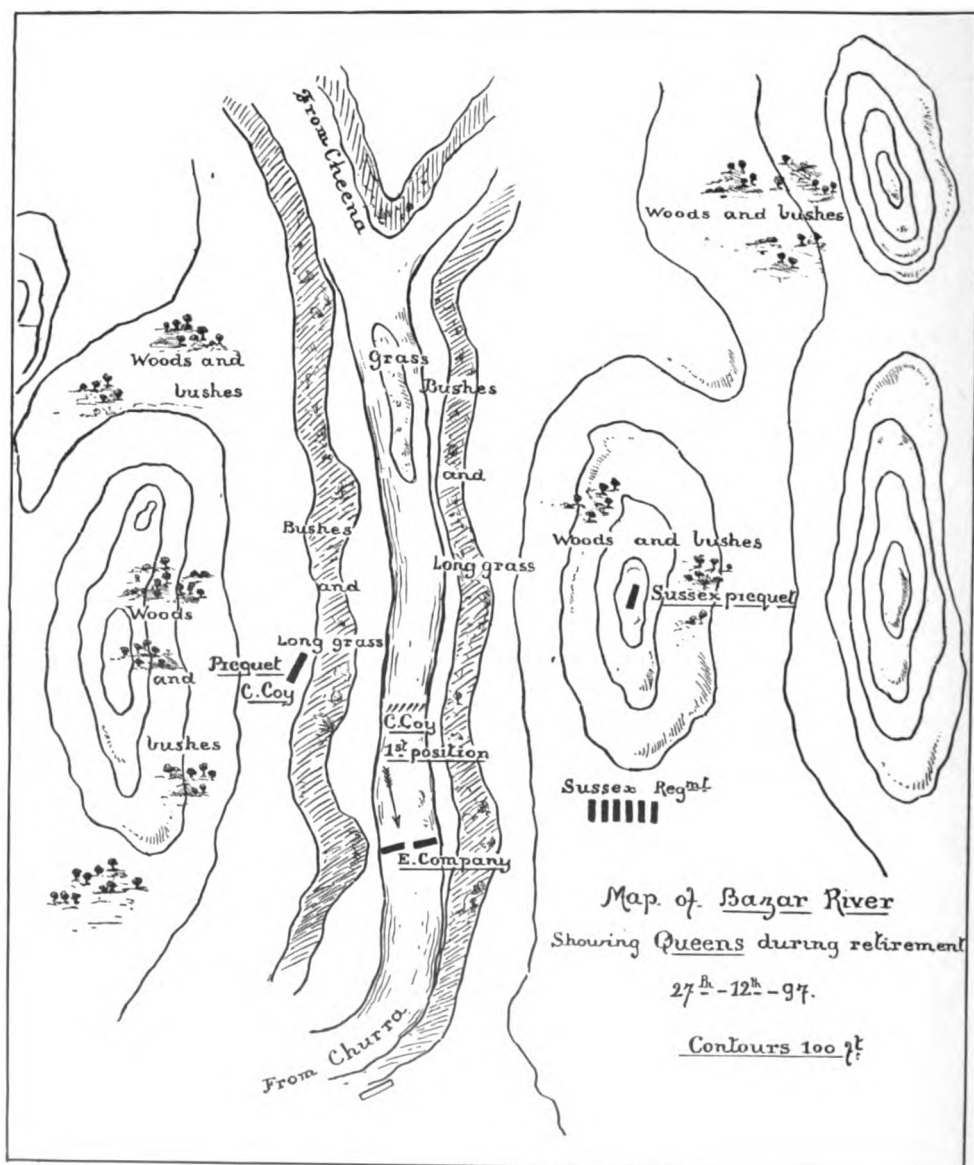 From Cheena
Woods and bushes
Grass
Woods and
bushes
Bushes
and
Long grass
Bushes
and
Long grass
Woods and bushes
Sussex picquet
Woods
and
bushes
Picquet
C. Coy
C. Coy
1st position
Sussex Regmt.
E. Company
Map of Bazar River
Showing Queens during retirement
27th-12th-97.
Contours 100 ft.
From Churra